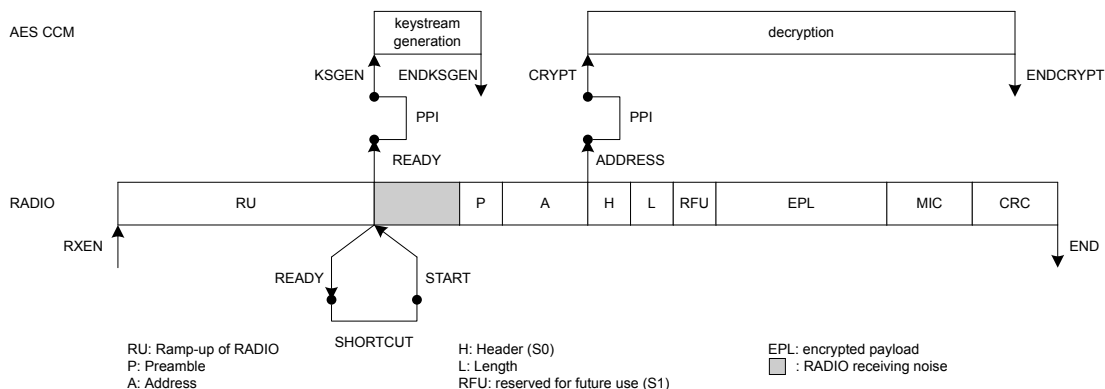 AES CCM
keystream
generation
decryption
KSGEN
ENDKSGEN
CRYPT
ENDCRYPT
PPI
PPI
READY
ADDRESS
RADIO
RU
P
A
H
L
RFU
EPL
MIC
CRC
RXEN
END
READY
START
SHORTCUT
RU: Ramp-up of RADIO
P: Preamble
A: Address
H: Header (S0)
L: Length
RFU: reserved for future use (S1)
EPL: encrypted payload
: RADIO receiving noise